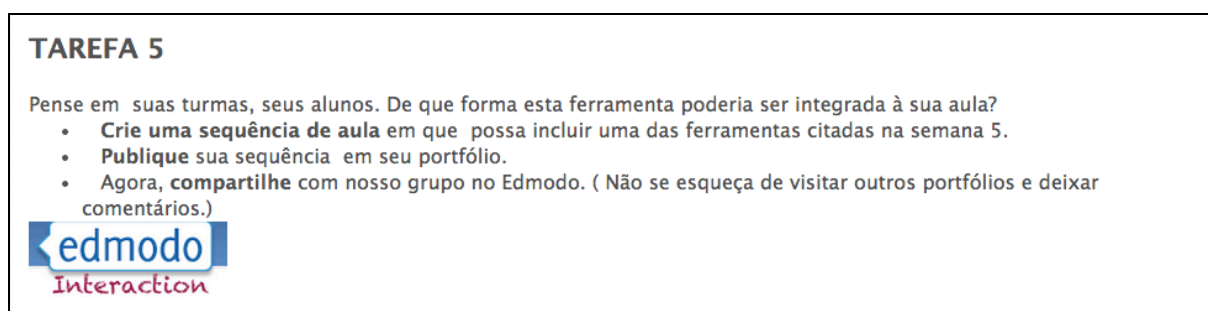 TAREFA 5
Pense em suas turmas, seus alunos. De que forma esta ferramenta poderia ser integrada à sua aula?
• Crie uma sequência de aula em que possa incluir uma das ferramentas citadas na semana 5.
• Publique sua sequência em seu portfólio.
• Agora, compartilhe com nosso grupo no Edmodo. ( Não se esqueça de visitar outros portfólios e deixar
comentários.)
edmodo
Interaction